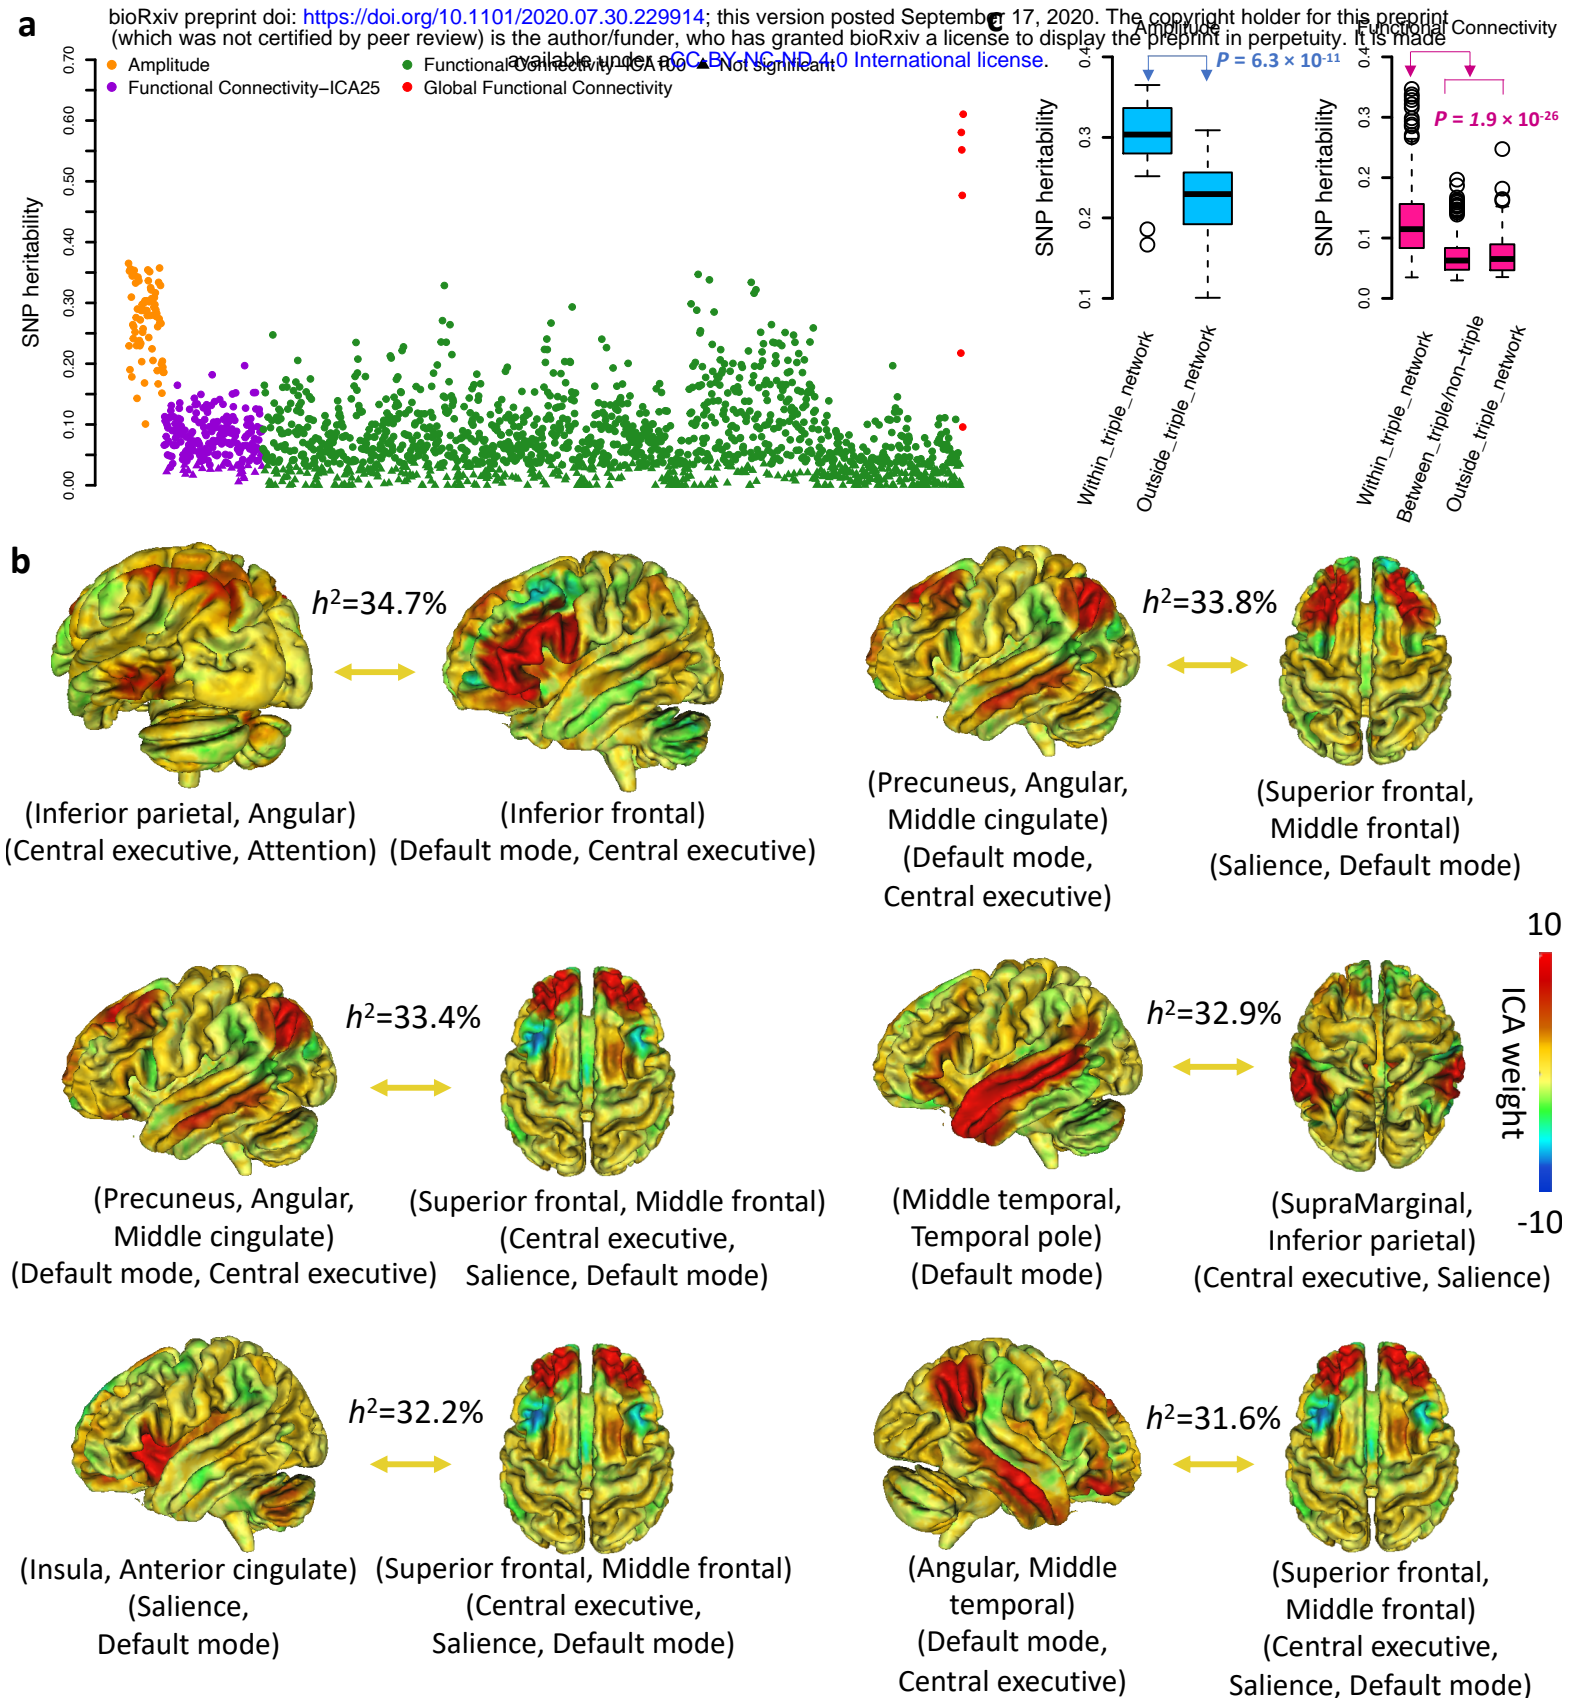 bioRxiv preprint doi: https://doi.org/10.1101/2020.07.30.229914; this version posted September 17, 2020. The copyright holder for this preprint
(which was not certified by peer review) is the author/funder, who has granted bioRxiv a license to display the preprint in perpetuity. It is made
available under aCC-BY-NC-ND 4.0 International license.
a
Amplitude
Functional Connectivity−ICA100
Not significant
Functional Connectivity−ICA25
Global Functional Connectivity
SNP heritability
0.70
0.60
0.50
0.40
0.30
0.20
0.10
0.00
c
Amplitude
P = 6.3 × 10-11
SNP heritability
0.4
0.3
0.2
0.1
Within_triple_network
Outside_triple_network
Functional Connectivity
P = 1.9 × 10-26
SNP heritability
0.4
0.3
0.2
0.1
0.0
Within_triple_network
Between_triple/non−triple
Outside_triple_network
b
h2=34.7%
(Inferior parietal, Angular)
(Central executive, Attention)
(Inferior frontal)
(Default mode, Central executive)
h2=33.8%
(Precuneus, Angular,
Middle cingulate)
(Default mode,
Central executive)
(Superior frontal,
Middle frontal)
(Salience, Default mode)
h2=33.4%
(Precuneus, Angular,
Middle cingulate)
(Default mode, Central executive)
(Superior frontal, Middle frontal)
(Central executive,
Salience, Default mode)
h2=32.9%
(Middle temporal,
Temporal pole)
(Default mode)
(SupraMarginal,
Inferior parietal)
(Central executive, Salience)
10
ICA weight
-10
h2=32.2%
(Insula, Anterior cingulate)
(Salience,
Default mode)
(Superior frontal, Middle frontal)
(Central executive,
Salience, Default mode)
h2=31.6%
(Angular, Middle
temporal)
(Default mode,
Central executive)
(Superior frontal,
Middle frontal)
(Central executive,
Salience, Default mode)